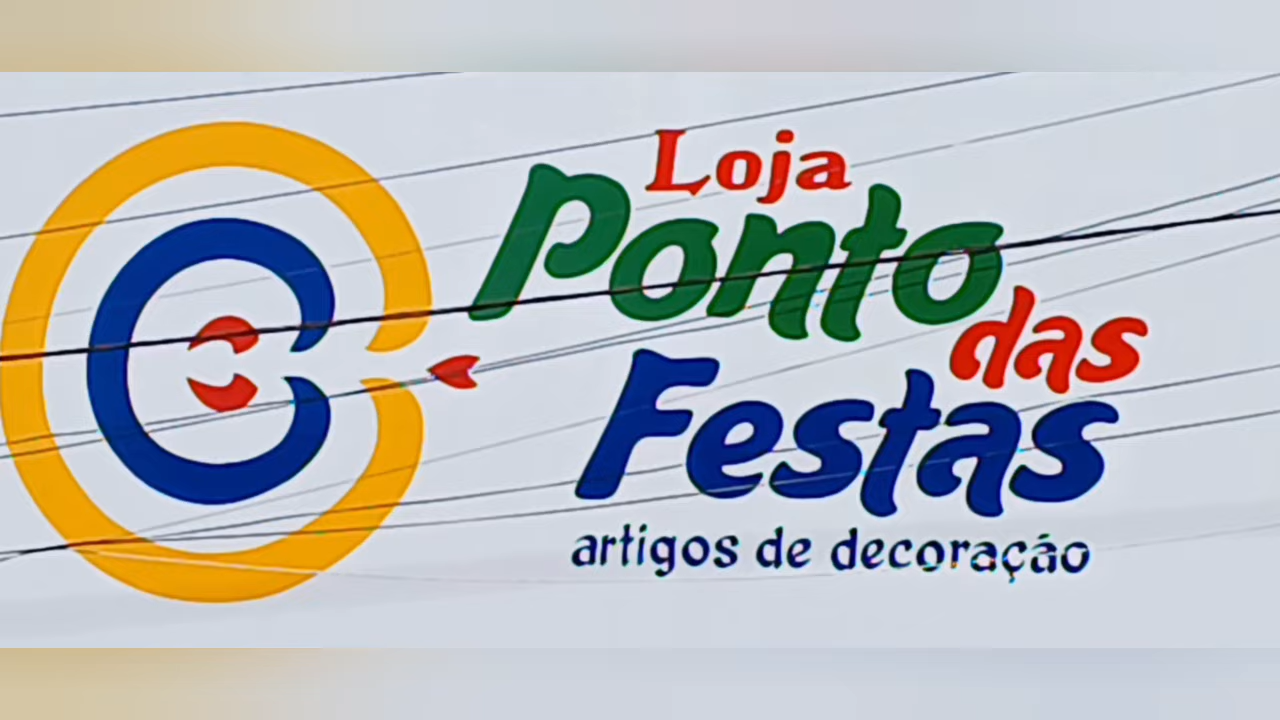 Loja
Ponto
das
Festas
artigos de decoração